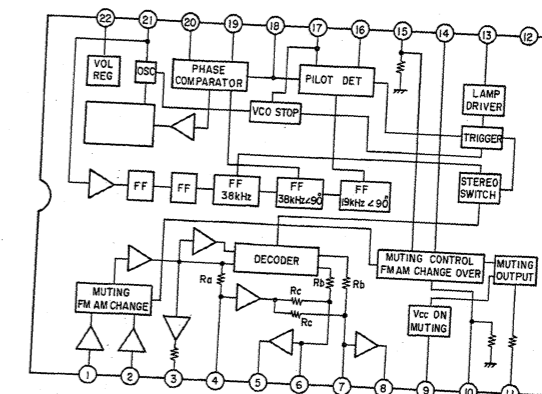 22 21 20 19 18 17 16 15 14 13 12
VOL
REG
OSC
PHASE
COMPARATOR
PILOT DET
VCO STOP
LAMP
DRIVER
TRIGGER
STEREO
SWITCH
FF
FF
FF
38kHz
FF
38kHz∠90°
FF
19kHz∠90°
DECODER
MUTING CONTROL
FM AM CHANGE OVER
MUTING
OUTPUT
MUTING
FM AM CHANGE
Ra
Rb
Rb
Rc
Rc
Vcc ON
MUTING
1 2 3 4 5 6 7 8 9 10 11